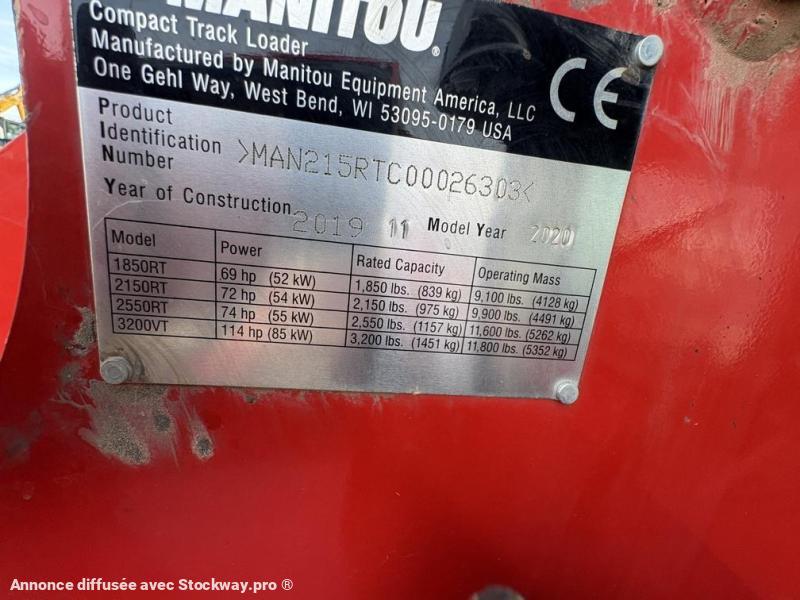 MANITOU®
Compact Track Loader
Manufactured by Manitou Equipment America, LLC
One Gehl Way, West Bend, WI 53095-0179 USA
CE
Product
Identification >MAN215RTC00026303<
Number
Year of Construction 2019 11 Model Year 2020
Model Power Rated Capacity Operating Mass
1850RT 69 hp (52 kW) 1,850 lbs. (839 kg) 9,100 lbs. (4128 kg)
2150RT 72 hp (54 kW) 2,150 lbs. (975 kg) 9,900 lbs. (4491 kg)
2550RT 74 hp (55 kW) 2,550 lbs. (1157 kg) 11,600 lbs. (5262 kg)
3200VT 114 hp (85 kW) 3,200 lbs. (1451 kg) 11,800 lbs. (5352 kg)
Annonce diffusée avec Stockway.pro ®